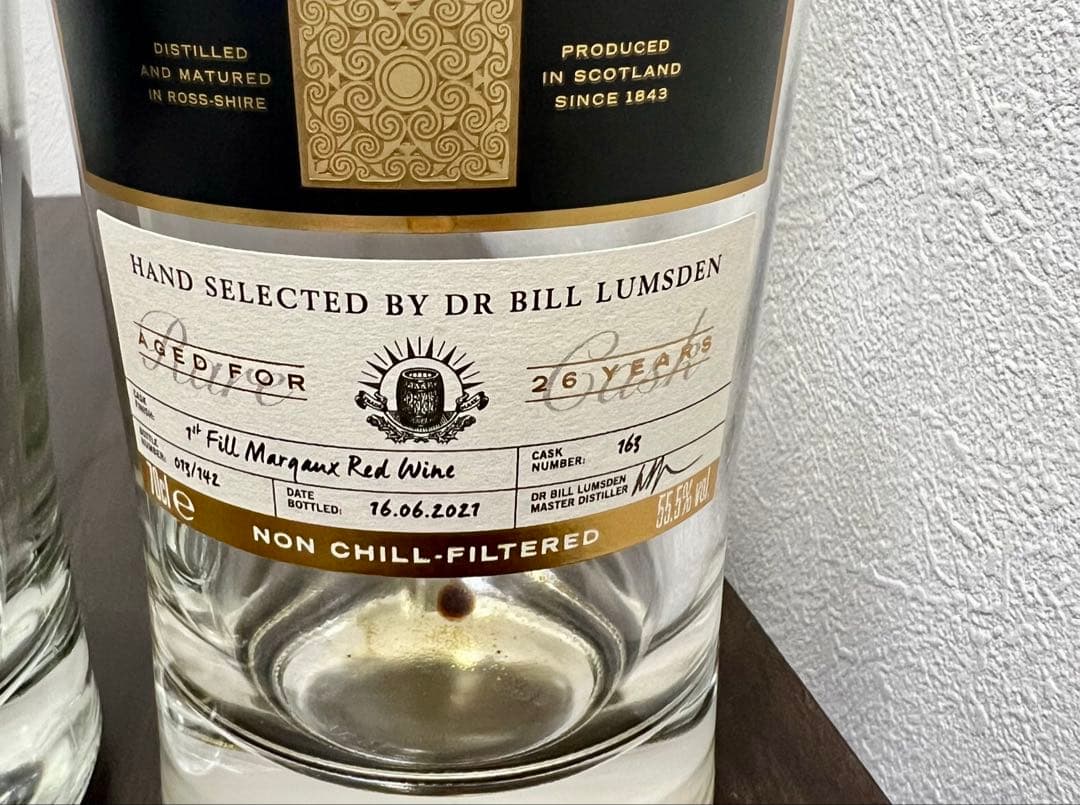 DISTILLED
AND MATURED
IN ROSS-SHIRE
PRODUCED
IN SCOTLAND
SINCE 1843
HAND SELECTED BY DR BILL LUMSDEN
Rare Cask
AGED FOR
26 YEARS
CASK
FINISH:
1st Fill Margaux Red Wine
CASK
NUMBER:
163
BOTTLE
NUMBER:
013/142
DATE
BOTTLED:
16.06.2021
DR BILL LUMSDEN
MASTER DISTILLER
70cl e
55.5% vol
NON CHILL-FILTERED